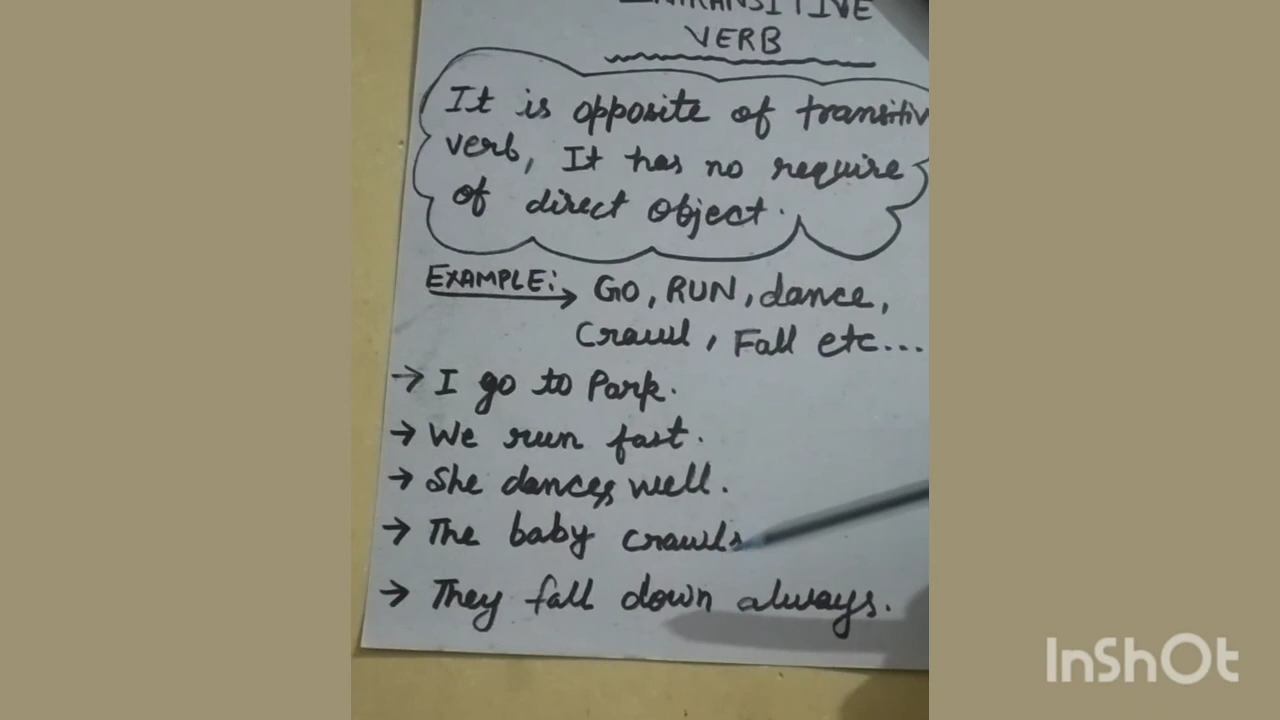 INTRANSITIVE
VERB
It is opposite of transitiv
verb, It has no require
of direct object.
EXAMPLE: → GO, RUN, dance,
Crawl, Fall etc...
→ I go to Park.
→ We run fast.
→ She dances well.
→ The baby crawls
→ They fall down always.
InShOt